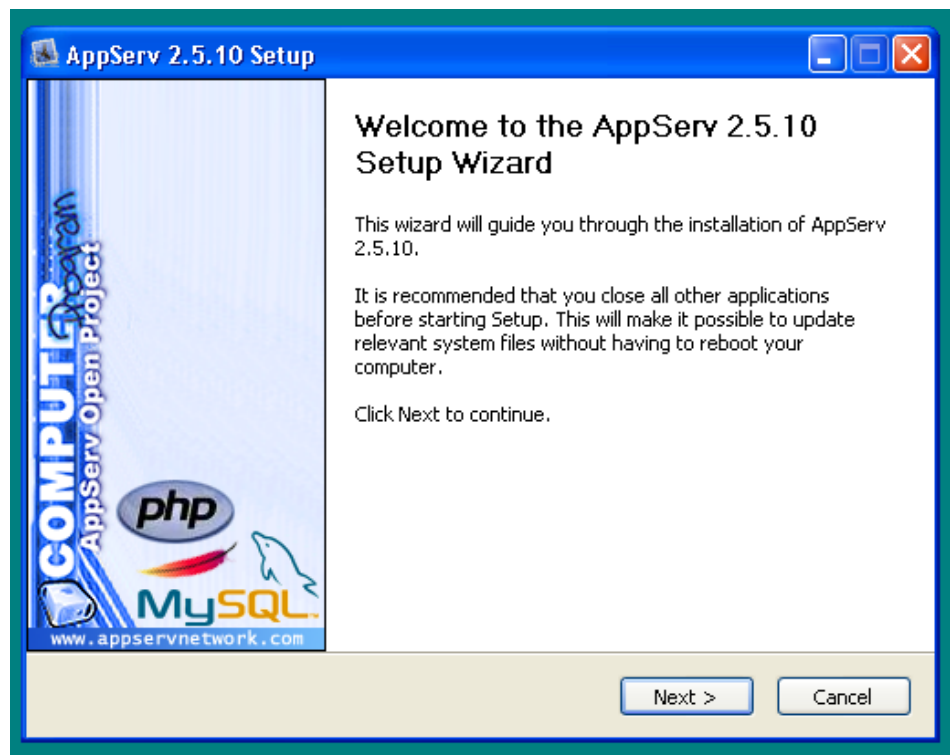 AppServ 2.5.10 Setup
Welcome to the AppServ 2.5.10
Setup Wizard
This wizard will guide you through the installation of AppServ
2.5.10.
It is recommended that you close all other applications
before starting Setup. This will make it possible to update
relevant system files without having to reboot your
computer.
Click Next to continue.
COMPUTER
Program
AppServ Open Project
php
MySQL
www.appservnetwork.com
Next >
Cancel